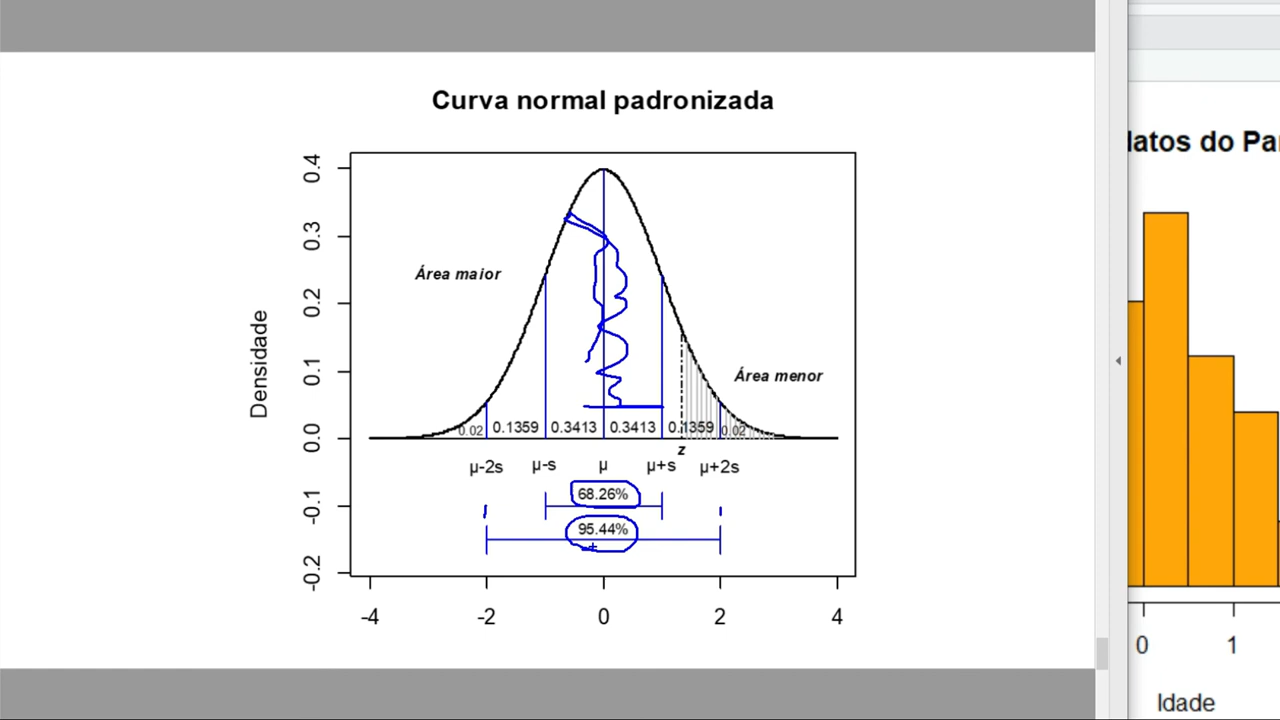 Curva normal padronizada
Densidade
0.4
0.3
0.2
0.1
0.0
-0.1
-0.2
Área maior
Área menor
0.02 0.1359 0.3413 0.3413 0.1359 0.02
z
μ-2s μ-s μ μ+s μ+2s
68.26%
95.44%
-4 -2 0 2 4
do
0 1
Idade